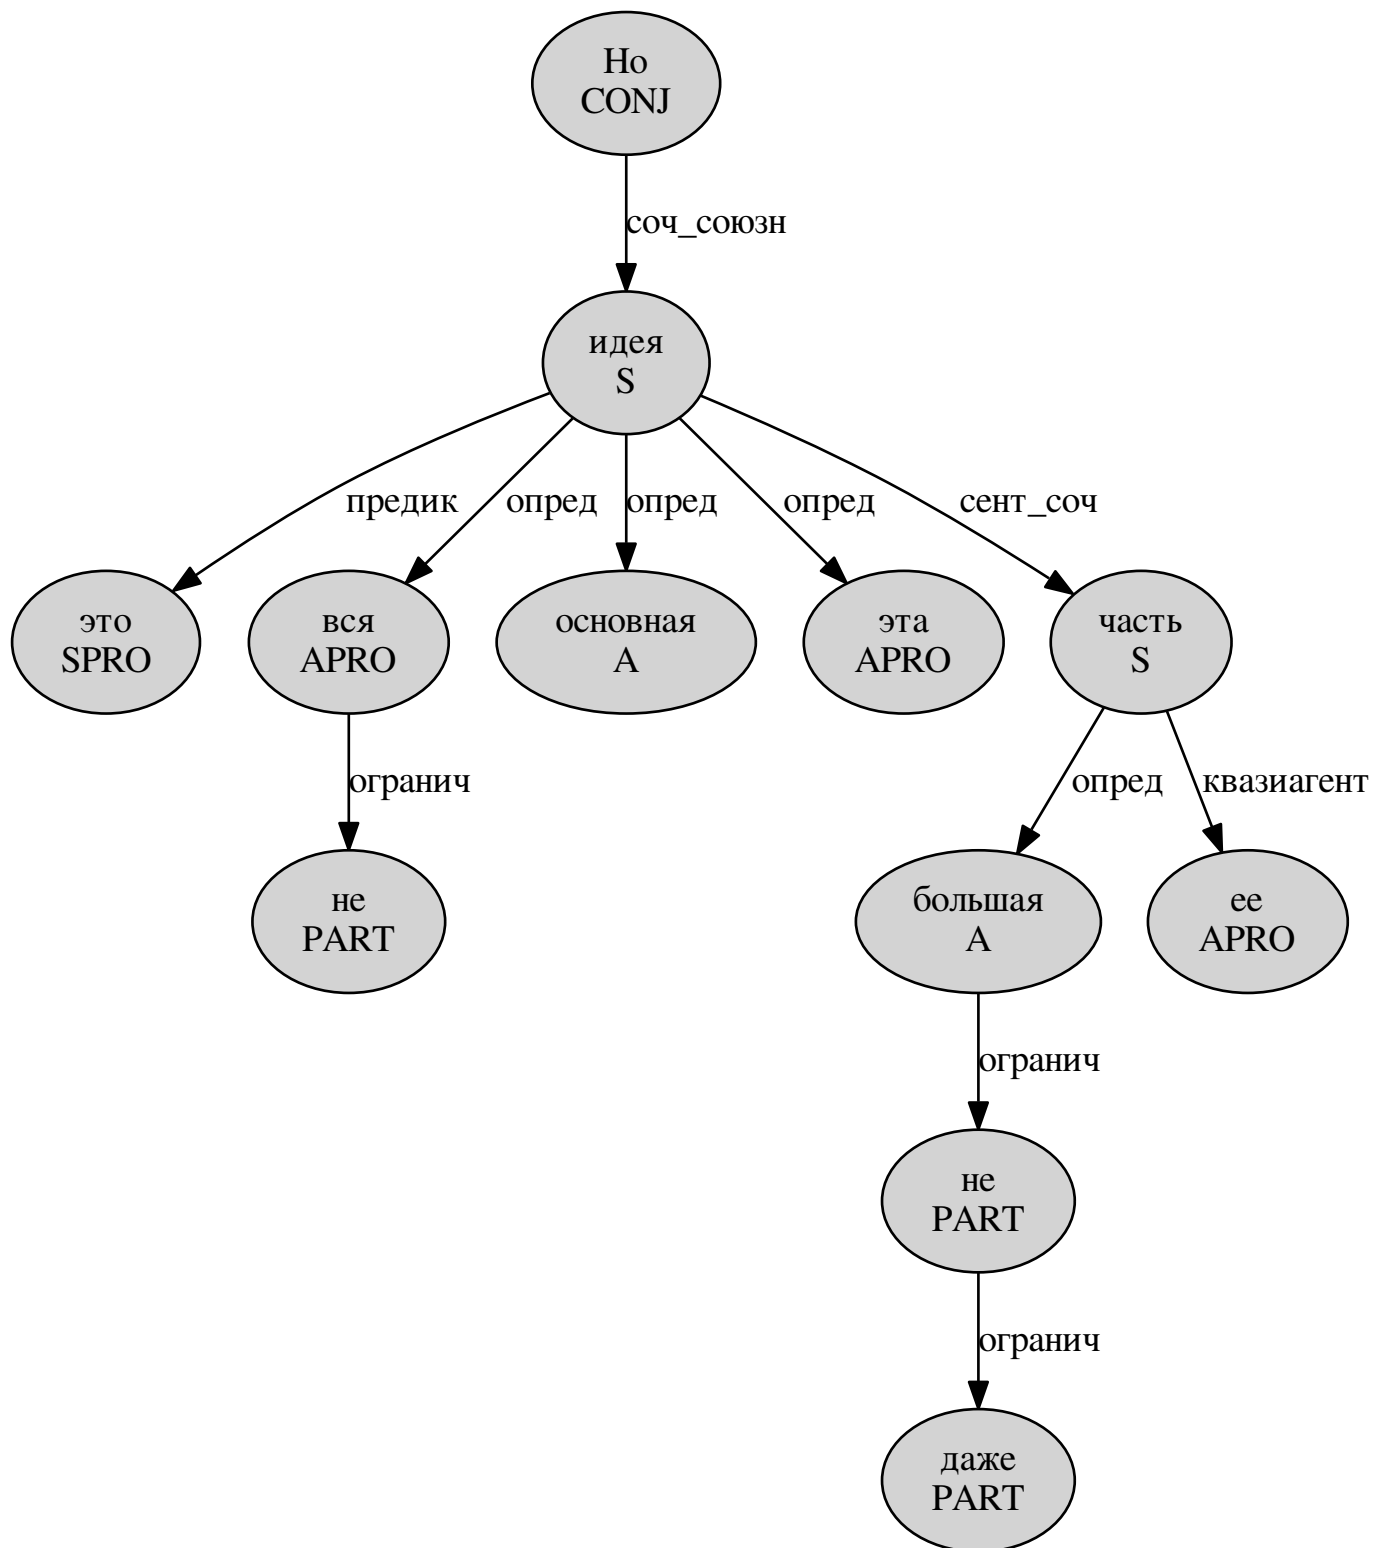 Но
CONJ
соч_союзн
идея
S
предик
опред
опред
опред
сент_соч
это
SPRO
вся
APRO
основная
A
эта
APRO
часть
S
огранич
опред
квазиагент
не
PART
большая
A
ее
APRO
огранич
не
PART
огранич
даже
PART